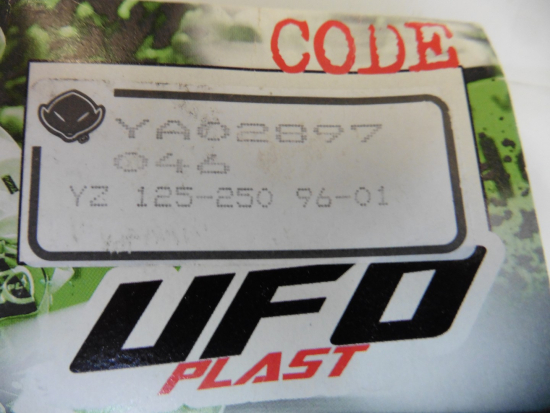 CODE
YA02897
046
YZ 125-250 96-01
UFO
PLAST